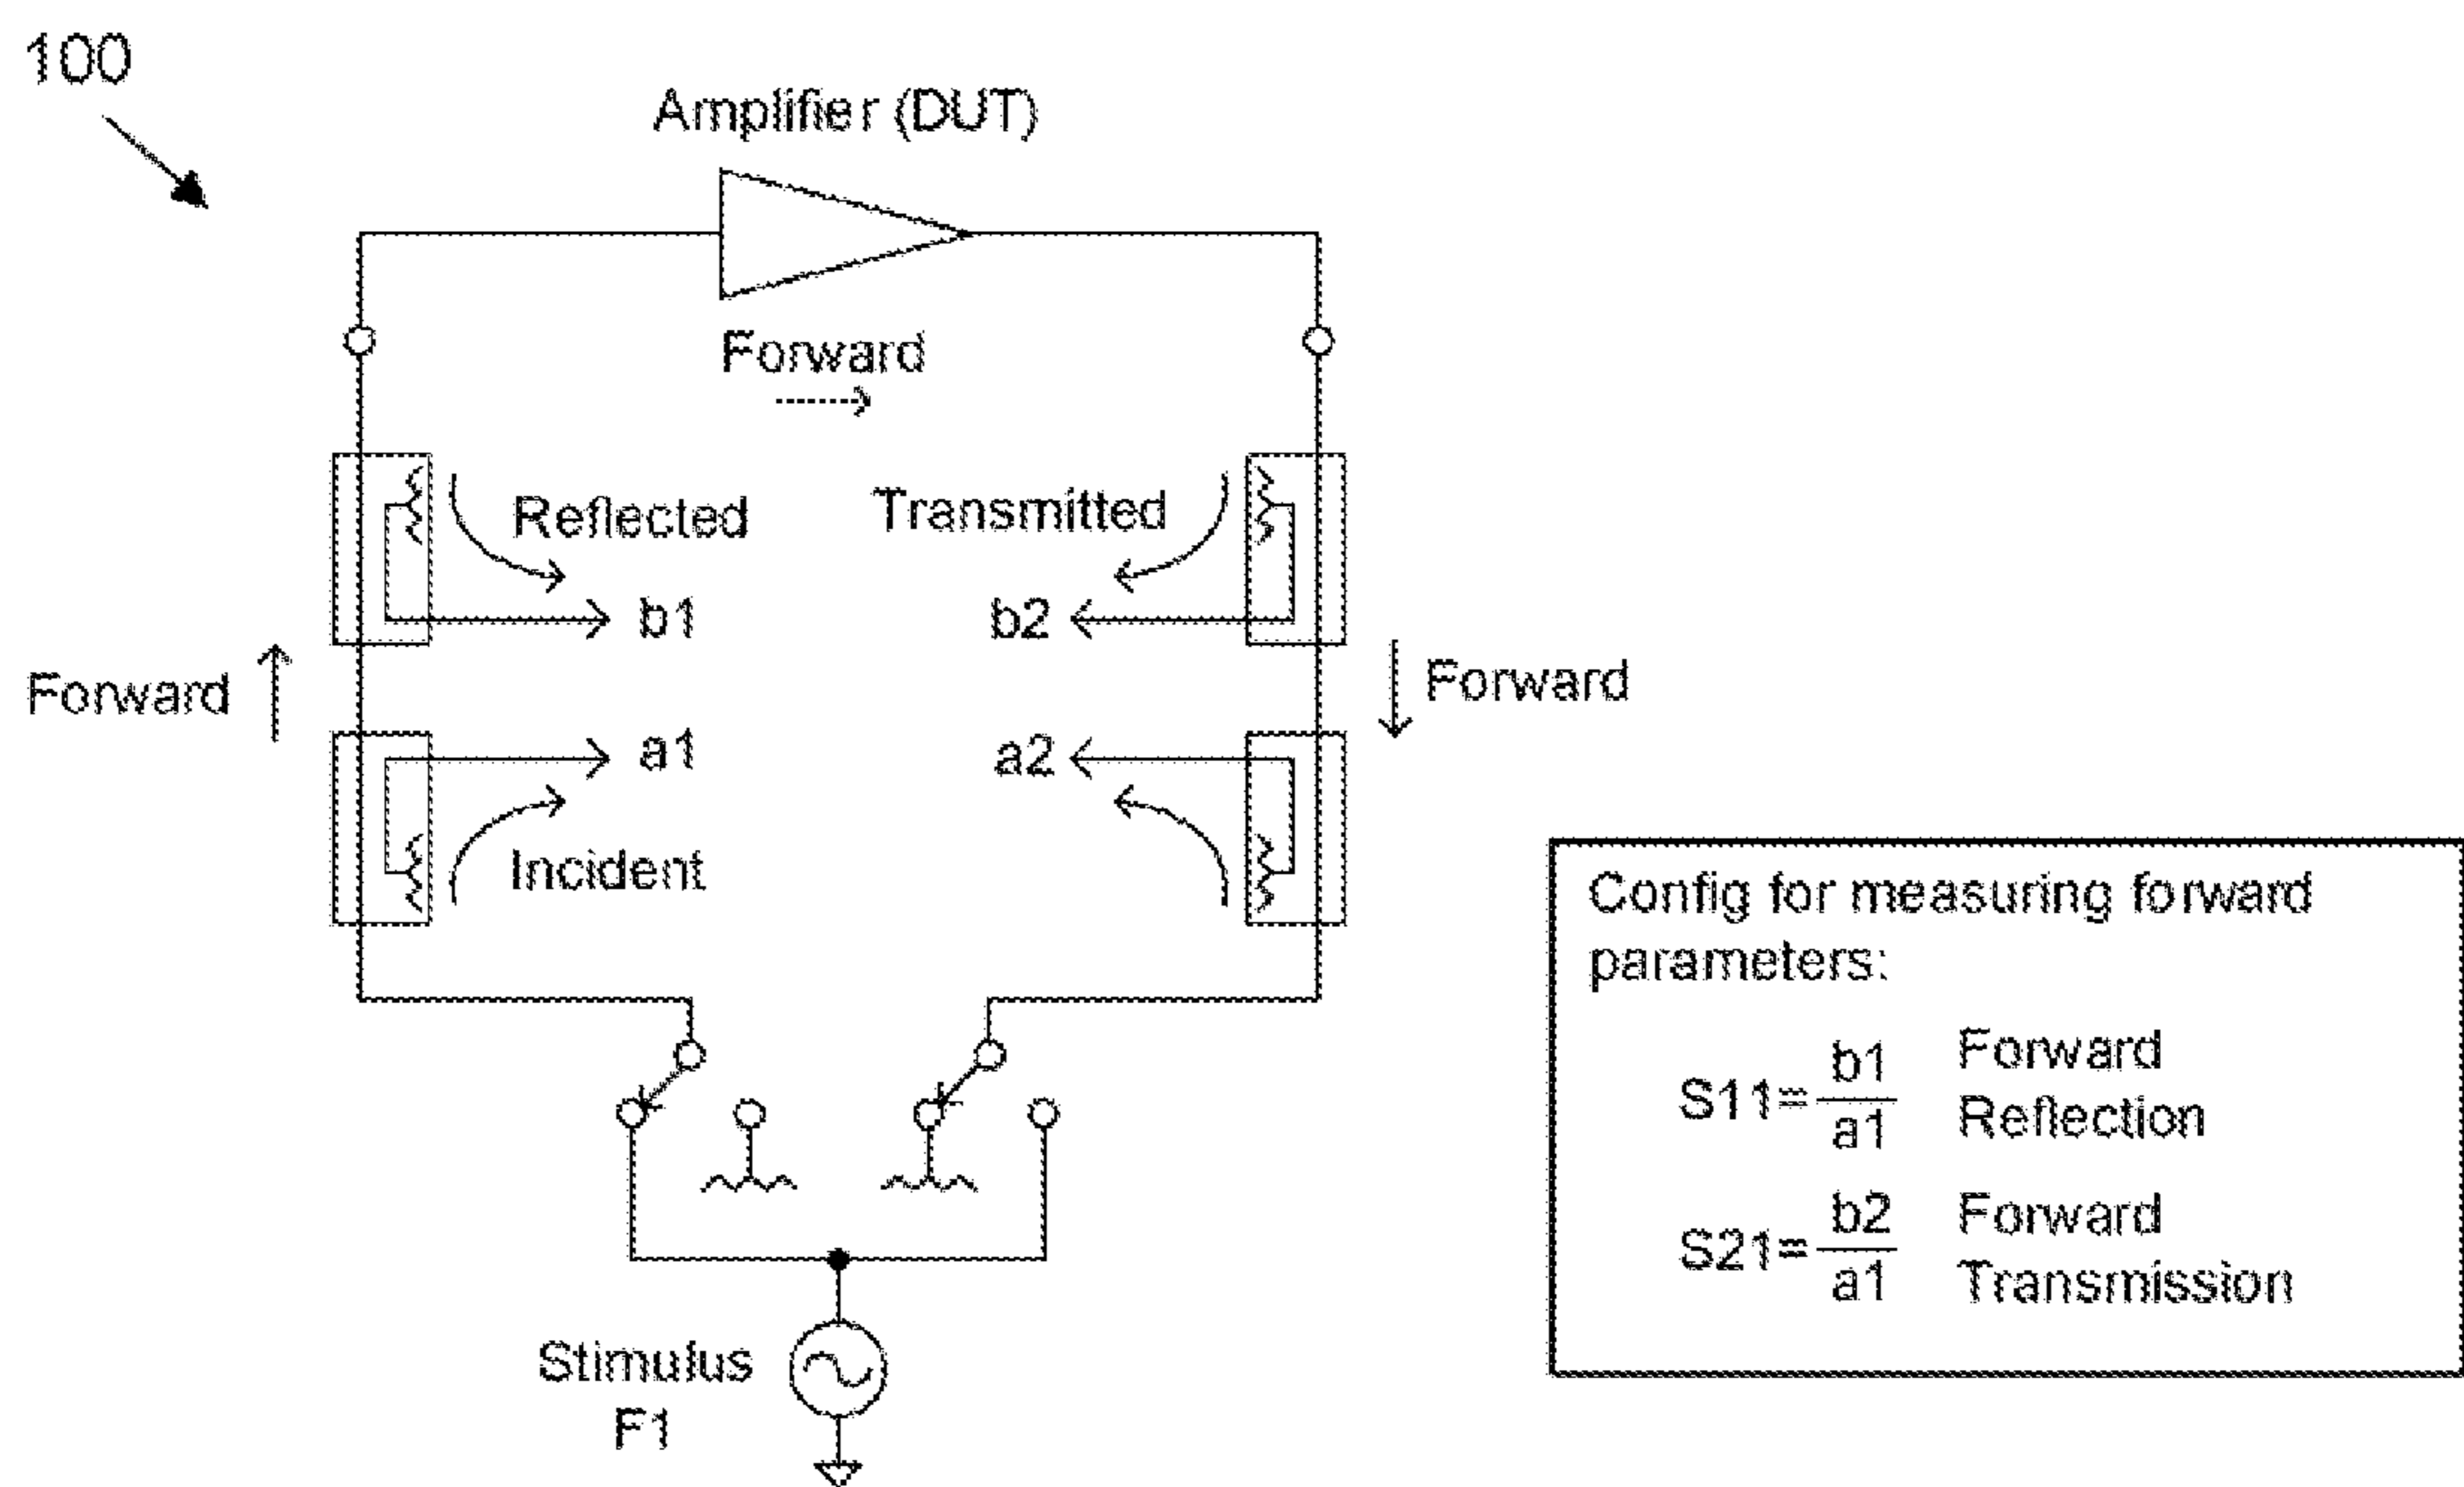 100
Amplifier (DUT)
Forward
Reflected
Transmitted
b1
b2
Forward
Forward
a1
a2
Incident
Config for measuring forward
parameters:
S11=b1/a1 Forward
Reflection
S21=b2/a1 Forward
Transmission
Stimulus
F1